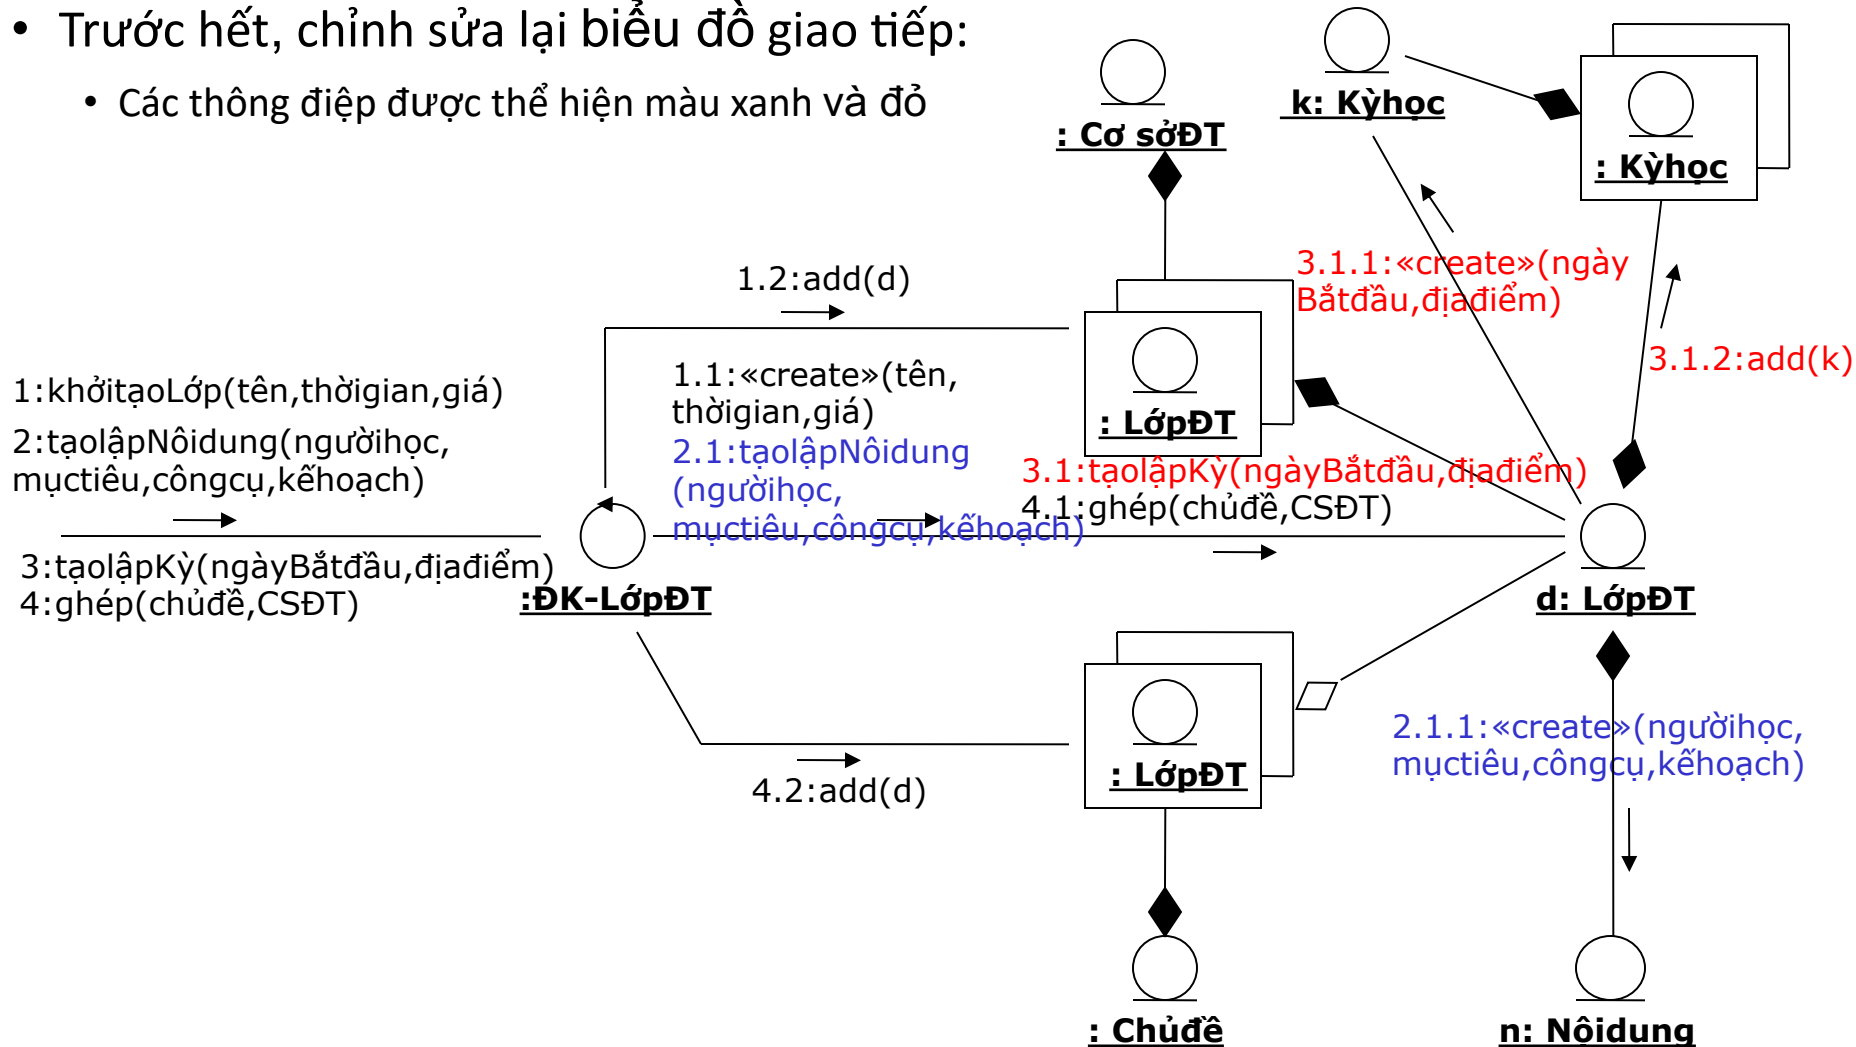 • Trước hết, chỉnh sửa lại biểu đồ giao tiếp:
• Các thông điệp được thể hiện màu xanh và đỏ
: Cơ sởĐT
k: Kỳhọc
: Kỳhọc
3.1.1:«create»(ngày
Bắtđầu,địađiểm)
3.1.2:add(k)
1.2:add(d)
1:khởitạoLớp(tên,thờigian,giá)
2:tạolậpNôidung(ngườihọc,
mụctiêu,côngcụ,kếhoạch)
3:tạolậpKỳ(ngàyBắtđầu,địađiểm)
4:ghép(chủđề,CSĐT)
:ĐK-LớpĐT
1.1:«create»(tên,
thờigian,giá)
2.1:tạolậpNôidung
(ngườihọc,
mụctiêu,côngcụ,kếhoạch)
: LớpĐT
3.1:tạolậpKỳ(ngàyBắtđầu,địađiểm)
4.1:ghép(chủđề,CSĐT)
d: LớpĐT
4.2:add(d)
: LớpĐT
2.1.1:«create»(ngườihọc,
mụctiêu,côngcụ,kếhoạch)
: Chủđề
n: Nôidung